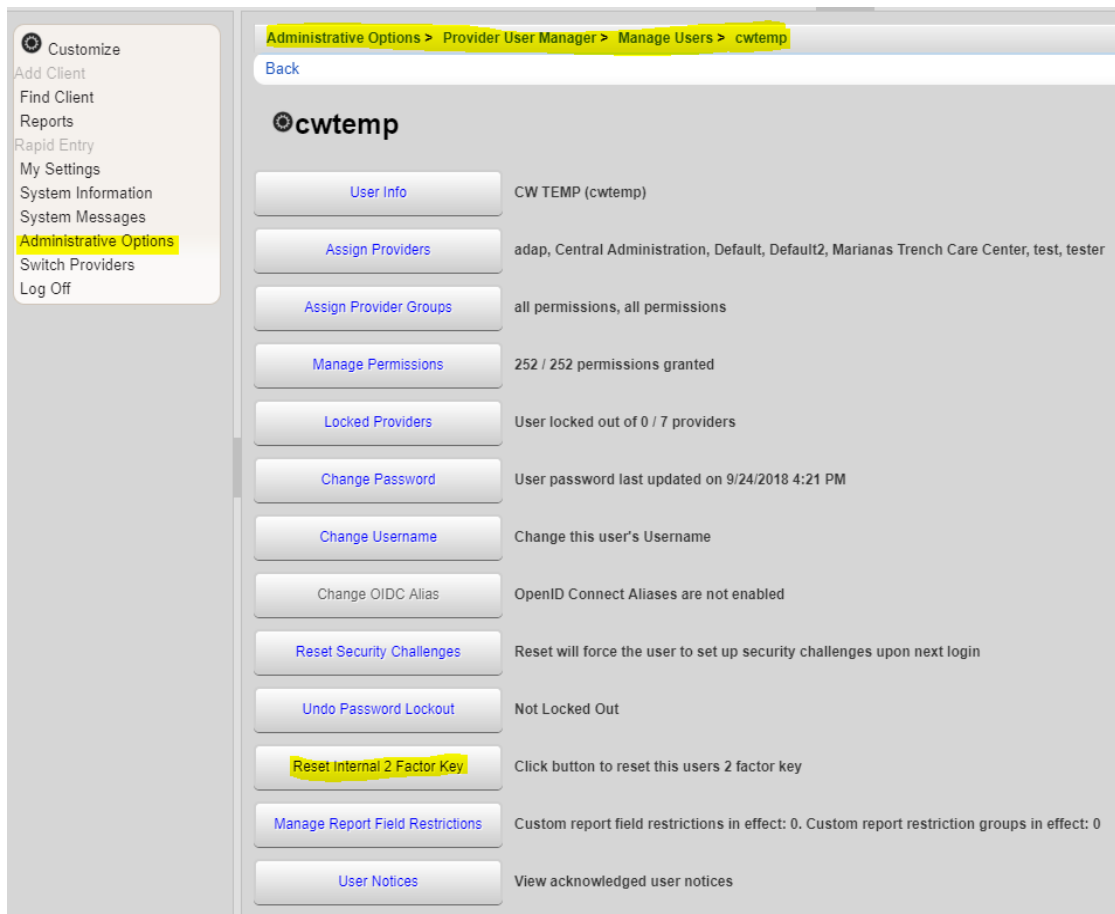 Customize
Add Client
Find Client
Reports
Rapid Entry
My Settings
System Information
System Messages
Administrative Options
Switch Providers
Log Off
Administrative Options > Provider User Manager > Manage Users > cwtemp
Back
cwtemp
User Info CW TEMP (cwtemp)
Assign Providers adap, Central Administration, Default, Default2, Marianas Trench Care Center, test, tester
Assign Provider Groups all permissions, all permissions
Manage Permissions 252 / 252 permissions granted
Locked Providers User locked out of 0 / 7 providers
Change Password User password last updated on 9/24/2018 4:21 PM
Change Username Change this user's Username
Change OIDC Alias OpenID Connect Aliases are not enabled
Reset Security Challenges Reset will force the user to set up security challenges upon next login
Undo Password Lockout Not Locked Out
Reset Internal 2 Factor Key Click button to reset this users 2 factor key
Manage Report Field Restrictions Custom report field restrictions in effect: 0. Custom report restriction groups in effect: 0
User Notices View acknowledged user notices